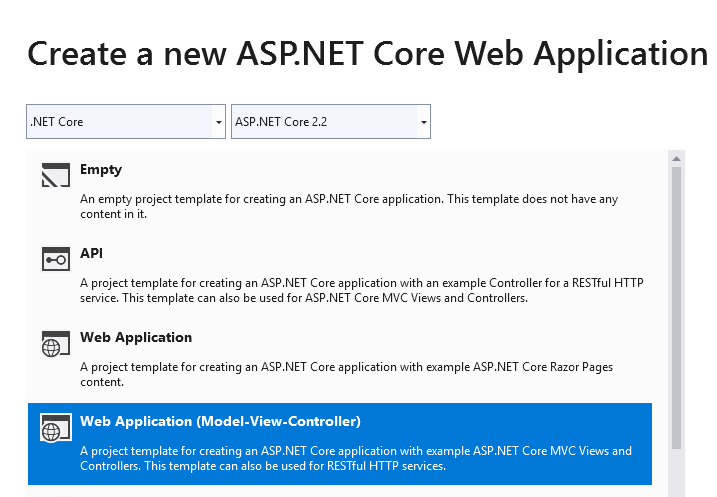 Create a new ASP.NET Core Web Application
.NET Core
ASP.NET Core 2.2
Empty
An empty project template for creating an ASP.NET Core application. This template does not have any
content in it.
API
A project template for creating an ASP.NET Core application with an example Controller for a RESTful HTTP
service. This template can also be used for ASP.NET Core MVC Views and Controllers.
Web Application
A project template for creating an ASP.NET Core application with example ASP.NET Core Razor Pages
content.
Web Application (Model-View-Controller)
A project template for creating an ASP.NET Core application with example ASP.NET Core MVC Views and
Controllers. This template can also be used for RESTful HTTP services.